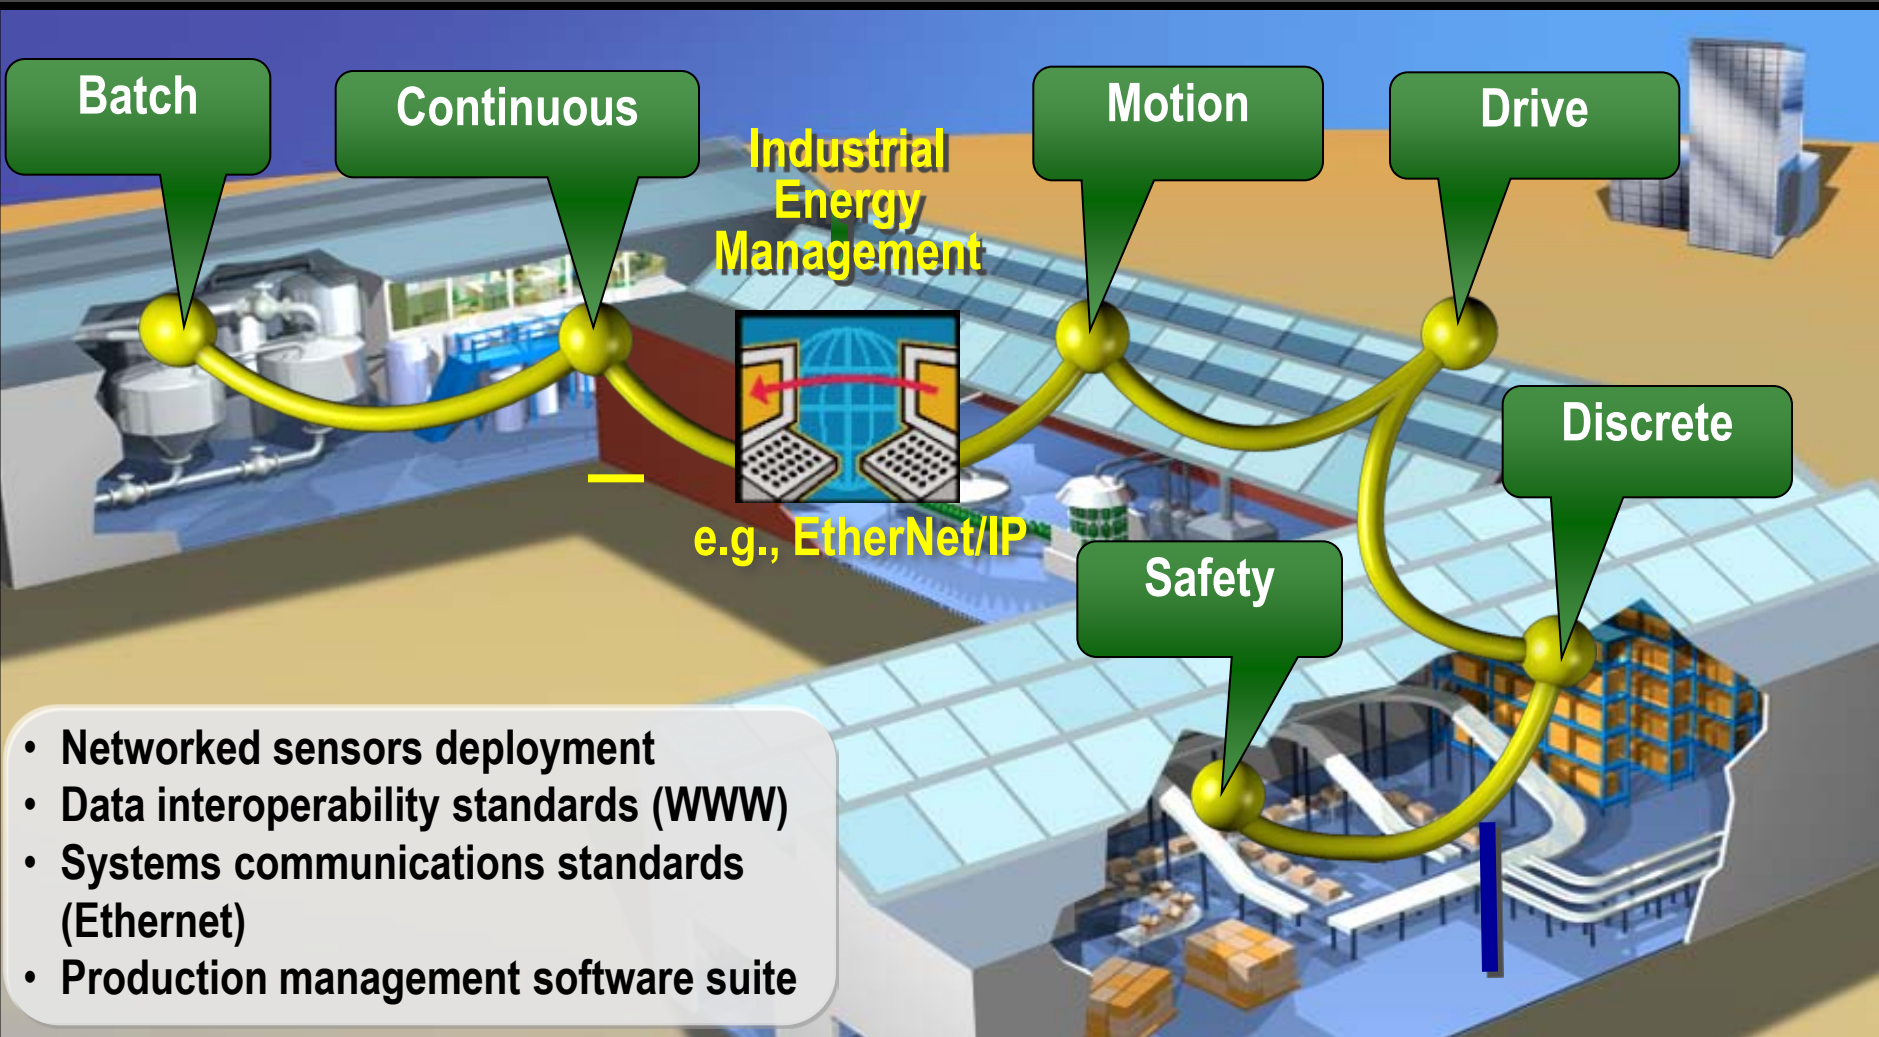 Batch
Continuous
Industrial
Energy
Management
Motion
Drive
Discrete
e.g., EtherNet/IP
Safety
• Networked sensors deployment
• Data interoperability standards (WWW)
• Systems communications standards
(Ethernet)
• Production management software suite